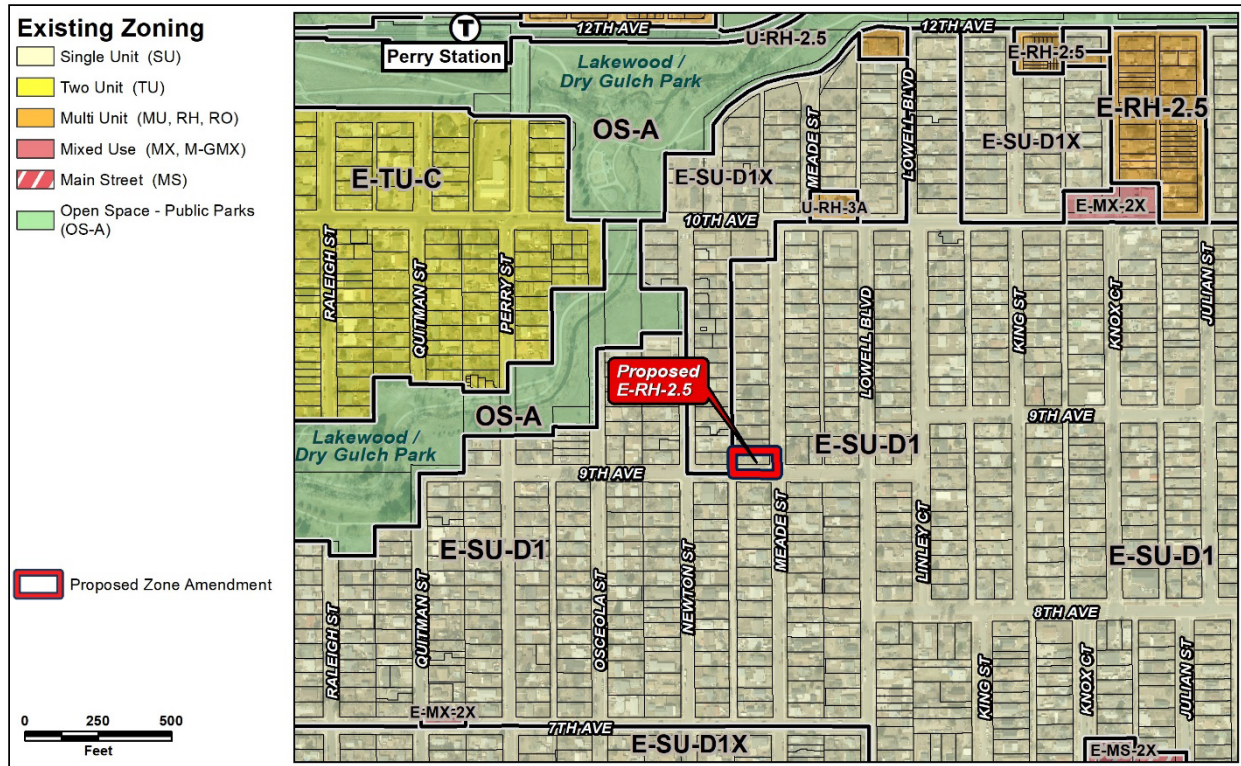 Existing Zoning
Single Unit (SU)
Two Unit (TU)
Multi Unit (MU, RH, RO)
Mixed Use (MX, M-GMX)
Main Street (MS)
Open Space - Public Parks
(OS-A)
Proposed Zone Amendment
0 250 500
Feet
12TH AVE
T
Perry Station
U-RH-2.5
12TH AVE
Lakewood /
Dry Gulch Park
E-RH-2.5
E-RH-2.5
OS-A
MEADE ST
LOWELL BLVD
E-SU-D1X
E-TU-C
E-SU-D1X
U-RH-3A
E-MX-2X
10TH AVE
RALEIGH ST
QUITMAN ST
PERRY ST
LOWELL BLVD
KING ST
KNOX CT
JULIAN ST
Proposed
E-RH-2.5
OS-A
9TH AVE
Lakewood /
Dry Gulch Park
E-SU-D1
9TH AVE
E-SU-D1
MEADE ST
LINLEY CT
E-SU-D1
RALEIGH ST
QUITMAN ST
OSCEOLA ST
NEWTON ST
8TH AVE
KING ST
KNOX CT
JULIAN ST
E-MX-2X
7TH AVE
E-SU-D1X
E-MS-2X